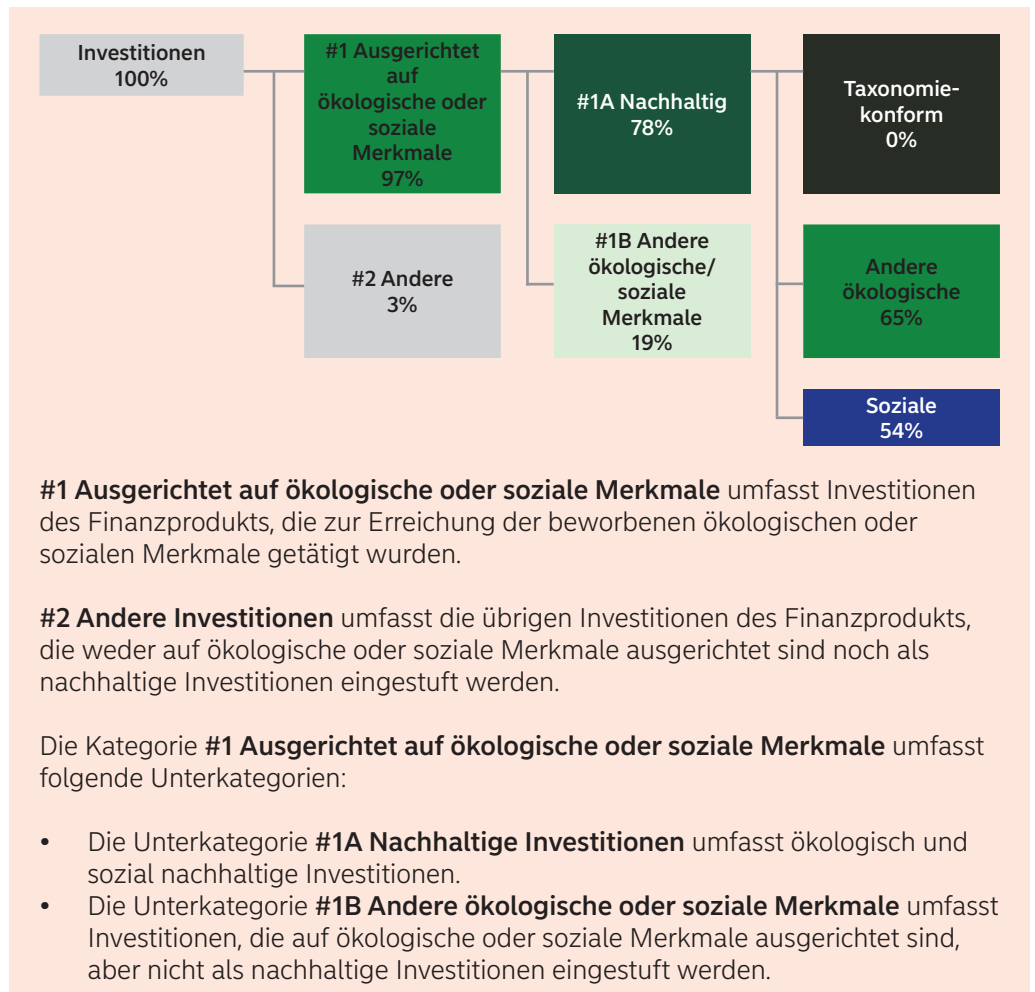 Investitionen
100%
#1 Ausgerichtet
auf
ökologische oder
soziale
Merkmale
97%
#1A Nachhaltig
78%
Taxonomie-
konform
0%
#2 Andere
3%
#1B Andere
ökologische/
soziale
Merkmale
19%
Andere
ökologische
65%
Soziale
54%
#1 Ausgerichtet auf ökologische oder soziale Merkmale umfasst Investitionen
des Finanzprodukts, die zur Erreichung der beworbenen ökologischen oder
sozialen Merkmale getätigt wurden.
#2 Andere Investitionen umfasst die übrigen Investitionen des Finanzprodukts,
die weder auf ökologische oder soziale Merkmale ausgerichtet sind noch als
nachhaltige Investitionen eingestuft werden.
Die Kategorie #1 Ausgerichtet auf ökologische oder soziale Merkmale umfasst
folgende Unterkategorien:
• Die Unterkategorie #1A Nachhaltige Investitionen umfasst ökologisch und
sozial nachhaltige Investitionen.
• Die Unterkategorie #1B Andere ökologische oder soziale Merkmale umfasst
Investitionen, die auf ökologische oder soziale Merkmale ausgerichtet sind,
aber nicht als nachhaltige Investitionen eingestuft werden.